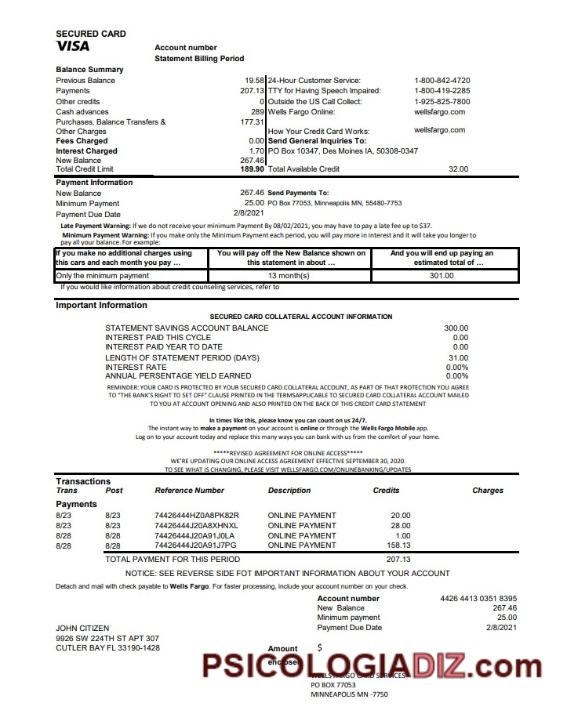 SECURED CARD
VISA
Account number
Statement Billing Period
Balance Summary
Previous Balance 19.58 24-Hour Customer Service: 1-800-842-4720
Payments 207.13 TTY for Having Speech Impaired: 1-800-419-2285
Other credits 0 Outside the US Call Collect: 1-925-825-7800
Cash advances 289 Wells Fargo Online: wellsfargo.com
Purchases, Balance Transfers & 177.31
Other Charges How Your Credit Card Works: wellsfargo.com
Fees Charged 0.00 Send General Inquiries To:
Interest Charged 1.70 PO Box 10347, Des Moines IA, 50308-0347
New Balance 267.46
Total Credit Limit 189.90 Total Available Credit 32.00
Payment Information
New Balance 267.46 Send Payments To:
Minimum Payment 25.00 PO Box 77053, Minneapolis MN, 55480-7753
Payment Due Date 2/8/2021
Late Payment Warning: If we do not receive your minimum Payment By 08/02/2021, you may have to pay a late fee up to $37.
Minimum Payment Warning: If you make only the Minimum Payment each period, you will pay more in interest and it will take you longer to
pay all your balance. For example:
If you make no additional charges using You will pay off the New Balance shown on And you will end up paying an
this cars and each month you pay ... this statement in about ... estimated total of ...
Only the minimum payment 13 month(s) 301.00
If you would like information about credit counseling services, refer to
Important Information
SECURED CARD COLLATERAL ACCOUNT INFORMATION
STATEMENT SAVINGS ACCOUNT BALANCE 300.00
INTEREST PAID THIS CYCLE 0.00
INTEREST PAID YEAR TO DATE 0.00
LENGTH OF STATEMENT PERIOD (DAYS) 31.00
INTEREST RATE 0.00%
ANNUAL PERCENTAGE YIELD EARNED 0.00%
REMINDER: YOUR CARD IS PROTECTED BY YOUR SECURED CARD COLLATERAL ACCOUNT, AS PART OF THAT PROTECTION YOU AGREE
TO "THE BANK'S RIGHT TO SET OFF" CLAUSE PRINTED IN THE TERMSAPPLICABLE TO SECURED CARD COLLATERAL ACCOUNT MAILED
TO YOU AT ACCOUNT OPENING AND ALSO PRINTED ON THE BACK OF THIS CREDIT CARD STATEMENT
In times like this, please know you can count on us 24/7.
The instant way to make a payment on your account is online or through the Wells Fargo Mobile app.
Log on to your account today and replace this many ways you can bank with us from the comfort of your home.
*****REVISED AGREEMENT FOR ONLINE ACCESS*****
WE'RE UPDATING OUR ONLINE ACCESS AGREEMENT EFFECTIVE SEPTEMBER 30, 2020.
TO SEE WHAT IS CHANGING, PLEASE VISIT WELLSFARGO.COM/ONLINEBANKING/UPDATES
Transactions
Trans Post Reference Number Description Credits Charges
Payments
8/23 8/23 74426444HZ0A8PK82R ONLINE PAYMENT 20.00
8/23 8/23 74426444J20A8XHNXL ONLINE PAYMENT 28.00
8/28 8/28 74426444J20A91J0LA ONLINE PAYMENT 1.00
8/28 8/28 74426444J20A91J7PG ONLINE PAYMENT 158.13
TOTAL PAYMENT FOR THIS PERIOD 207.13
NOTICE: SEE REVERSE SIDE FOT IMPORTANT INFORMATION ABOUT YOUR ACCOUNT
Detach and mail with check payable to Wells Fargo. For faster processing, include your account number on your check.
Account number 4426 4413 0351 8395
New Balance 267.46
Minimum payment 25.00
Payment Due Date 2/8/2021
JOHN CITIZEN
9926 SW 224TH ST APT 307
CUTLER BAY FL 33190-1428
Amount $
enclosed
PSICOLOGIADIZ.com
WELLS FARGO CARD SERVICES
PO BOX 77053
MINNEAPOLIS MN -7750